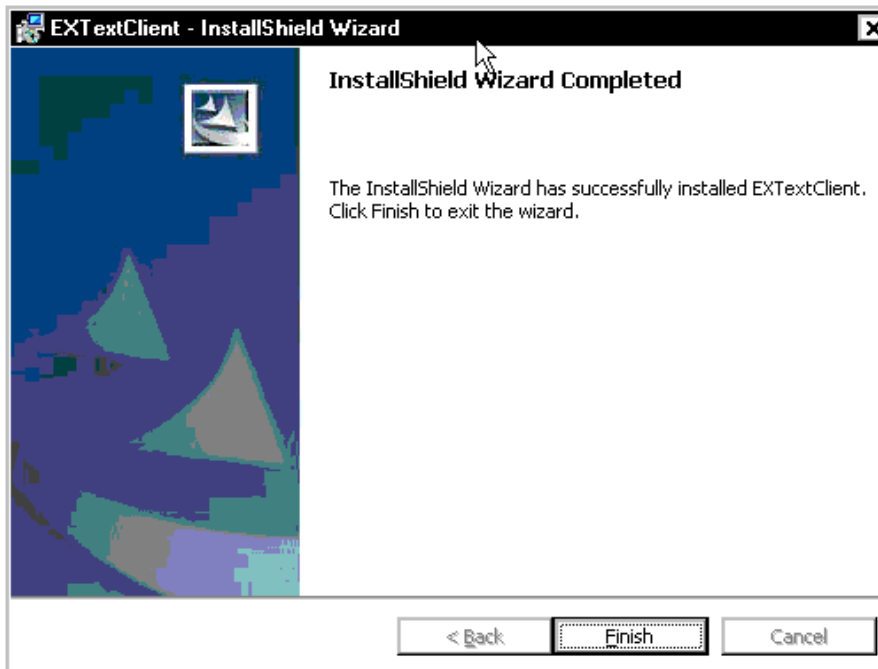 EXTextClient - InstallShield Wizard
InstallShield Wizard Completed
The InstallShield Wizard has successfully installed EXTextClient.
Click Finish to exit the wizard.
< Back
Finish
Cancel